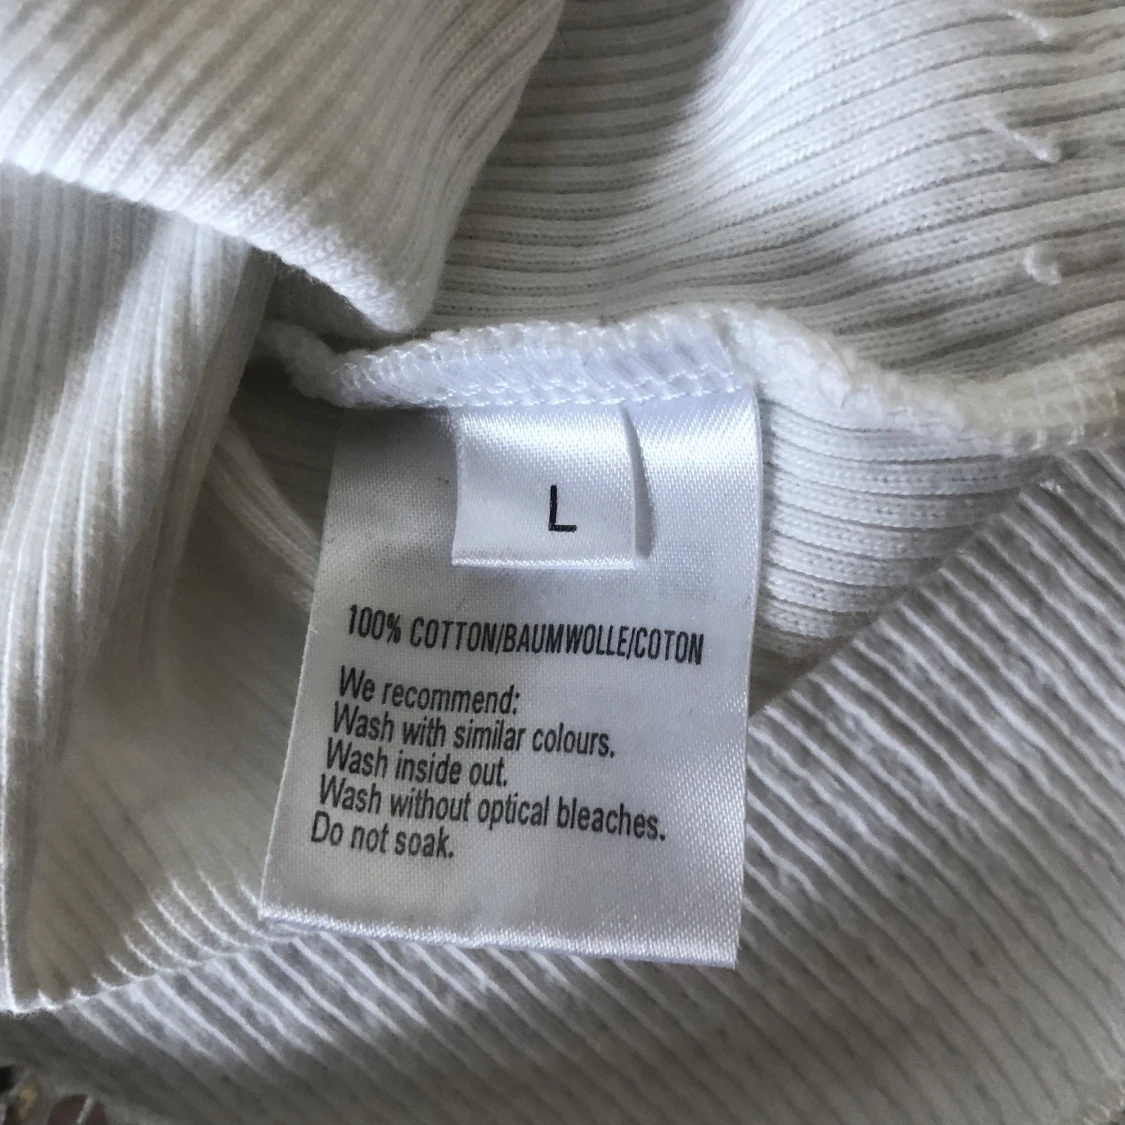 L
100% COTTON/BAUMWOLLE/COTON
We recommend:
Wash with similar colours.
Wash inside out.
Wash without optical bleaches.
Do not soak.